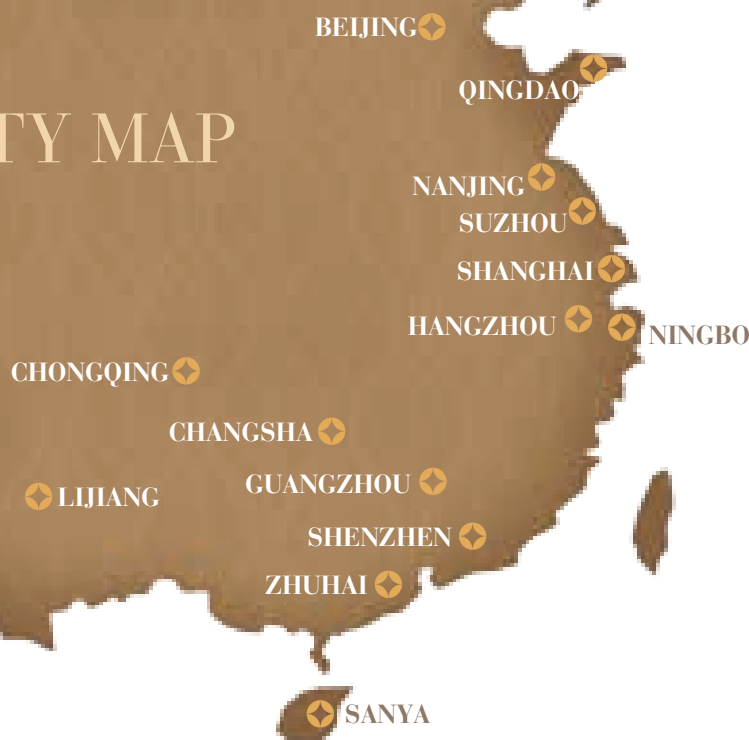 BEIJING
QINGDAO
TY MAP
NANJING
SUZHOU
SHANGHAI
HANGZHOU
NINGBO
CHONGQING
CHANGSHA
GUANGZHOU
LIJIANG
SHENZHEN
ZHUHAI
SANYA